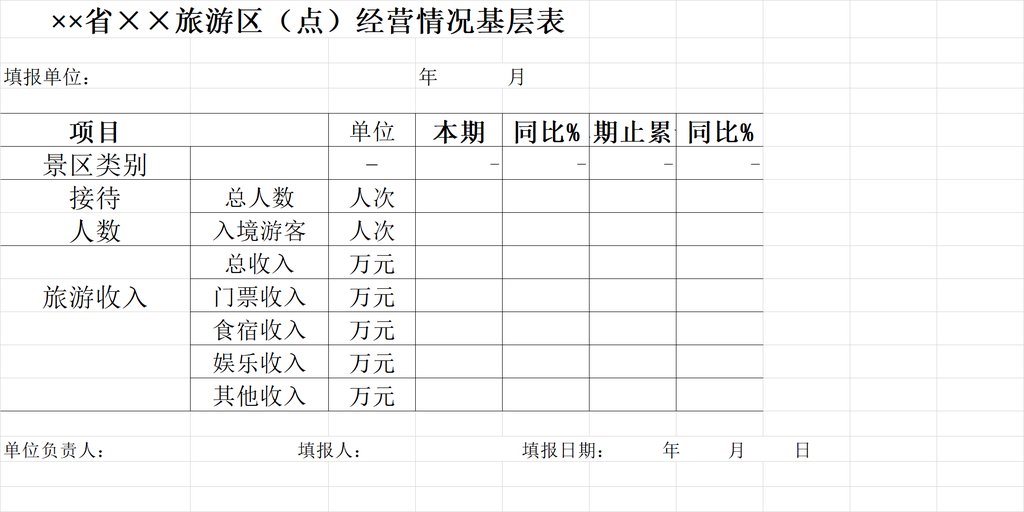 ××省××旅游区（点）经营情况基层表
填报单位： 年 月
项目 单位 本期 同比% 期止累 同比%
景区类别 － － － － －
接待 总人数 人次
人数 入境游客 人次
总收入 万元
旅游收入 门票收入 万元
食宿收入 万元
娱乐收入 万元
其他收入 万元
单位负责人： 填报人： 填报日期： 年 月 日